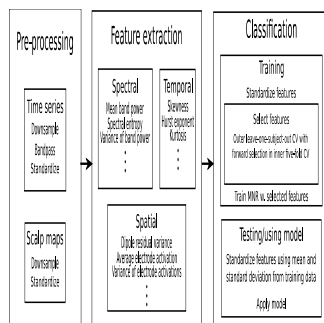 Pre-processing
Time series
Downsample
Bandpass
Standardize
Scalp maps
Downsample
Standardize
Feature extraction
Spectral
Mean band power
Spectral entropy
Variance of band power
Temporal
Skewness
Hurst exponent
Kurtosis
Spatial
Dipole residual variance
Average electrode activation
Variance of electrode activations
Classification
Training
Standardize features
Select features
Outer leave-one-subject-out CV with
forward selection in inner five-fold CV
Train MNR w. selected features
Testing/using model
Standardize features using mean and
standard deviation from training data
Apply model